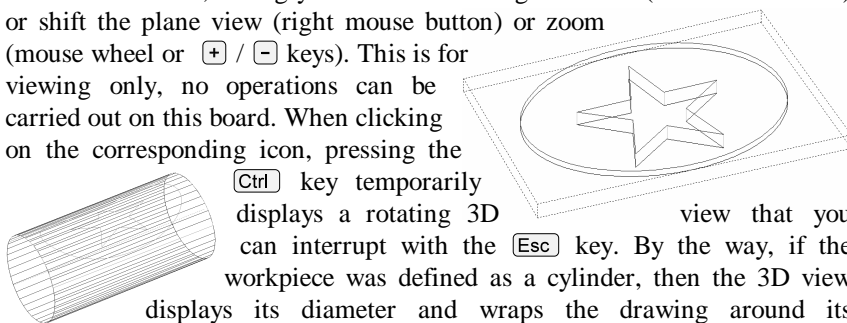 or shift the plane view (right mouse button) or zoom
(mouse wheel or + / - keys). This is for
viewing only, no operations can be
carried out on this board. When clicking
on the corresponding icon, pressing the
Ctrl key temporarily
displays a rotating 3D view that you
can interrupt with the Esc key. By the way, if the
workpiece was defined as a cylinder, then the 3D view
displays its diameter and wraps the drawing around its